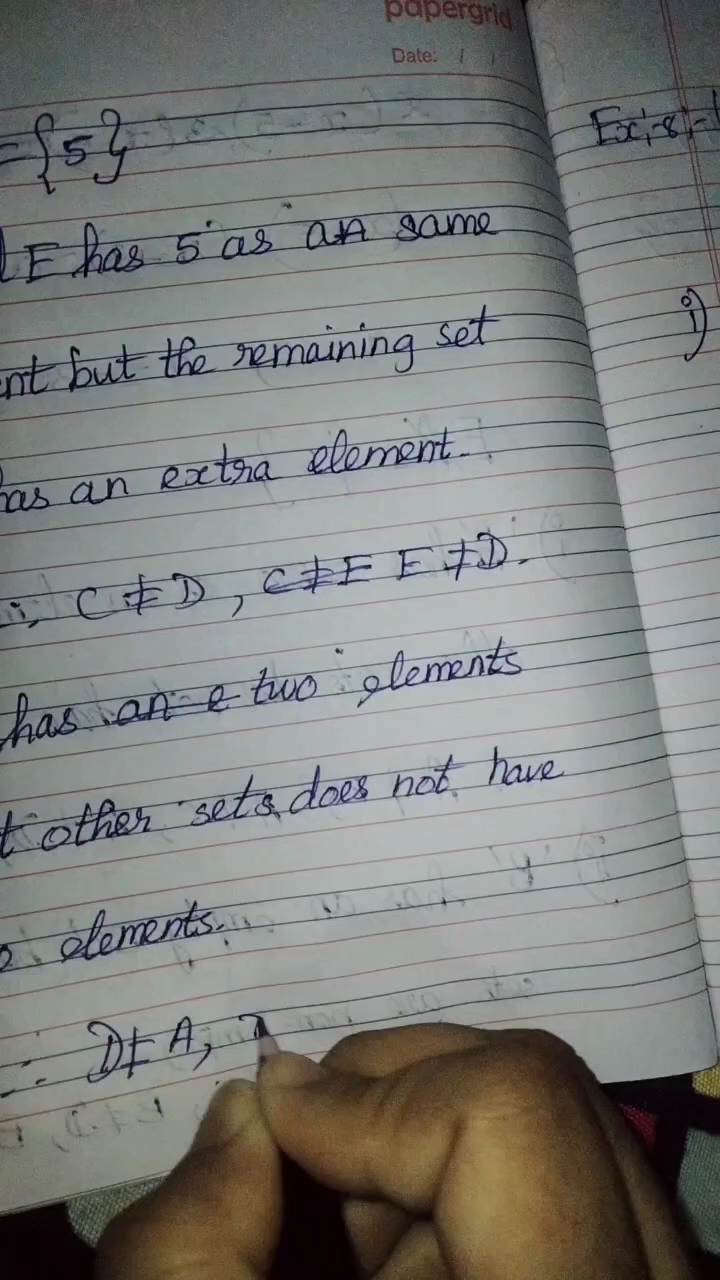 papergrid
Date: / /
={5}
E has 5 as an same
nt but the remaining set
has an extra element.
∴ C ≠ D, C ≠ E E ≠ D.
has an e two elements
t other sets does not have
elements.
∴ D ≠ A,
Ex:-8:-
i)